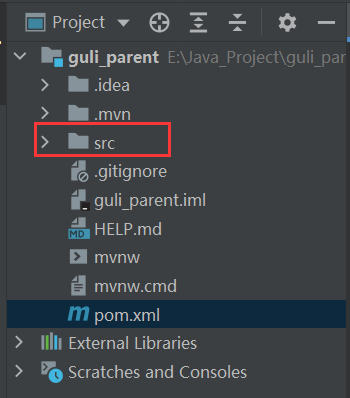 Project
guli_parent E:\Java_Project\guli_par
.idea
.mvn
src
.gitignore
guli_parent.iml
MD HELP.md
mvnw
mvnw.cmd
m pom.xml
External Libraries
Scratches and Consoles